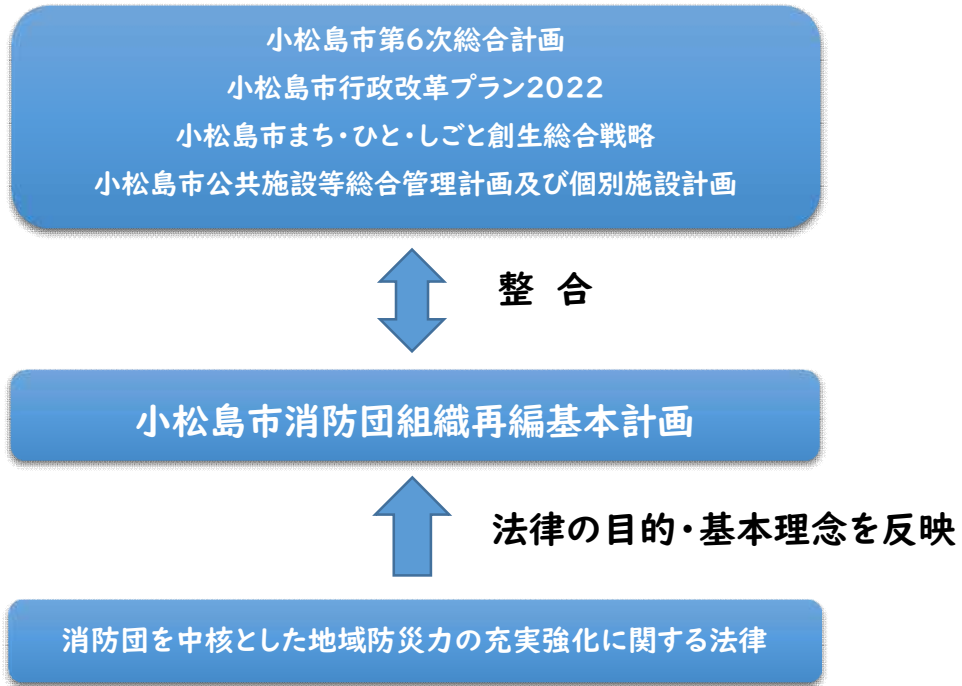 小松島市第6次総合計画
小松島市行政改革プラン2022
小松島市まち・ひと・しごと創生総合戦略
小松島市公共施設等総合管理計画及び個別施設計画
整 合
小松島市消防団組織再編基本計画
法律の目的・基本理念を反映
消防団を中核とした地域防災力の充実強化に関する法律